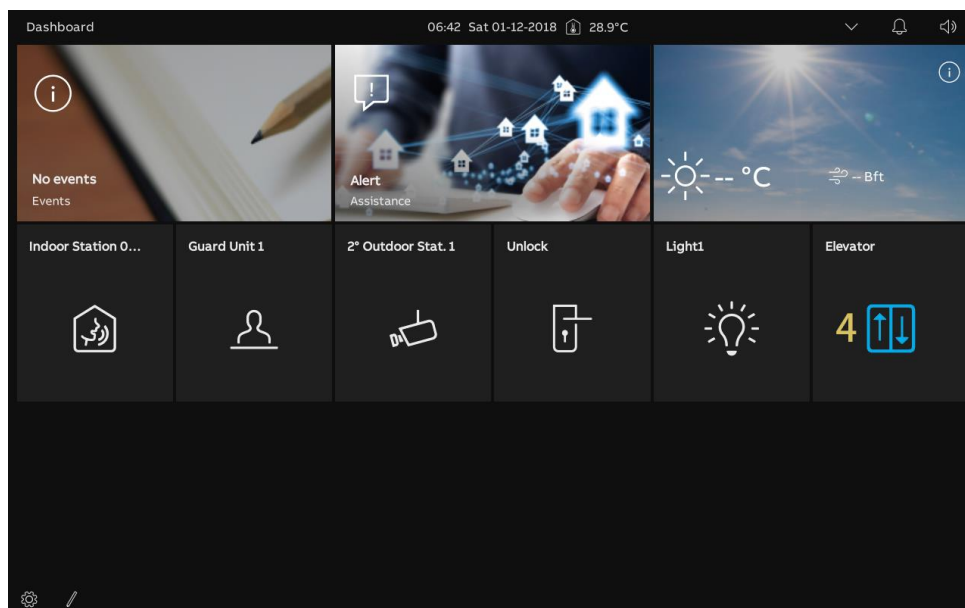 Dashboard
06:42 Sat 01-12-2018 28.9°C
No events
Events
Alert
Assistance
-- °C
-- Bft
Indoor Station 0...
Guard Unit 1
2° Outdoor Stat. 1
Unlock
Light1
Elevator
4